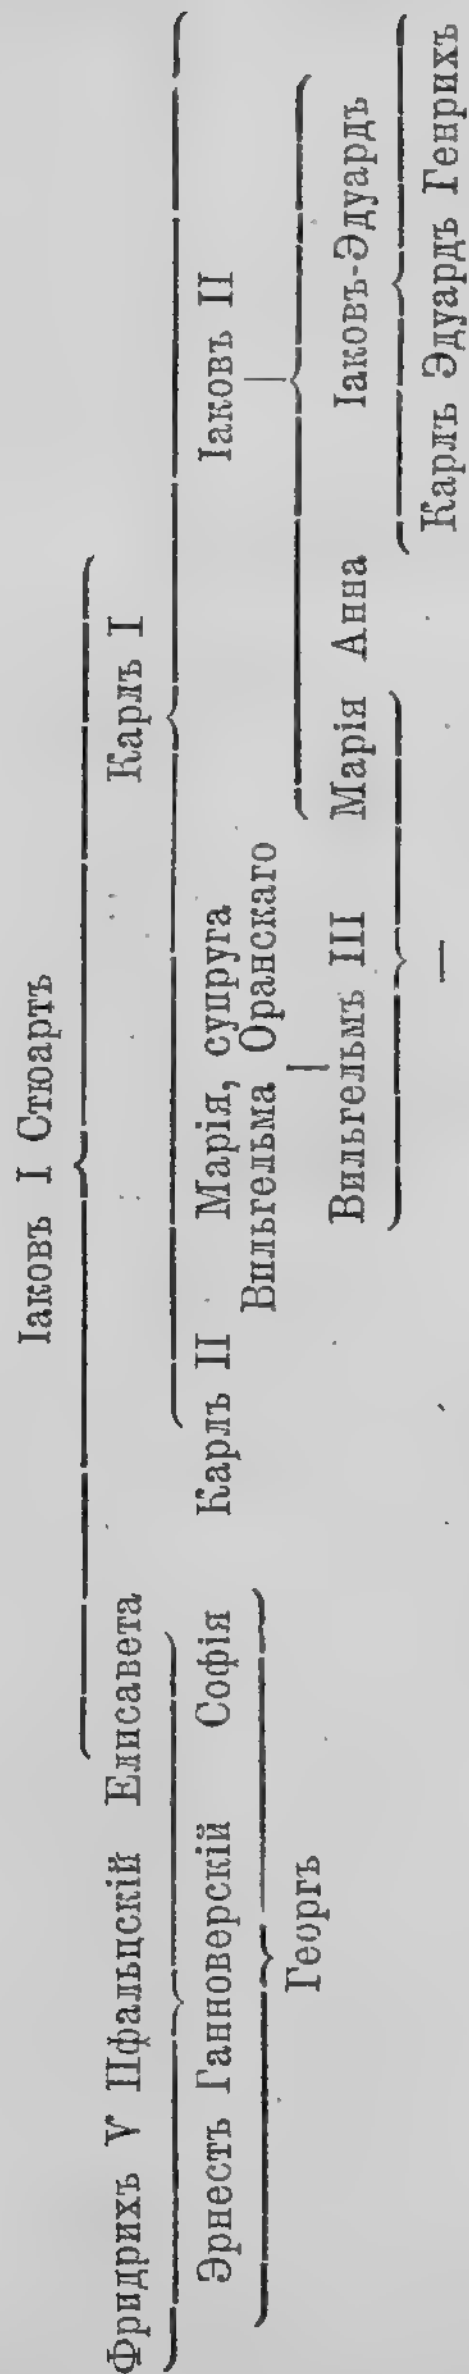 Іаковъ I Стюартъ
Фридрихъ V Пфальцскій Елисавета Карлъ I
Эрнестъ Ганноверскій Софія Карлъ II Марія, супруга Іаковъ II
Вильгельма Оранскаго
Георгъ Вильгельмъ III Марія Анна Іаковъ-Эдуардъ
— Карлъ Эдуардъ Генрихъ